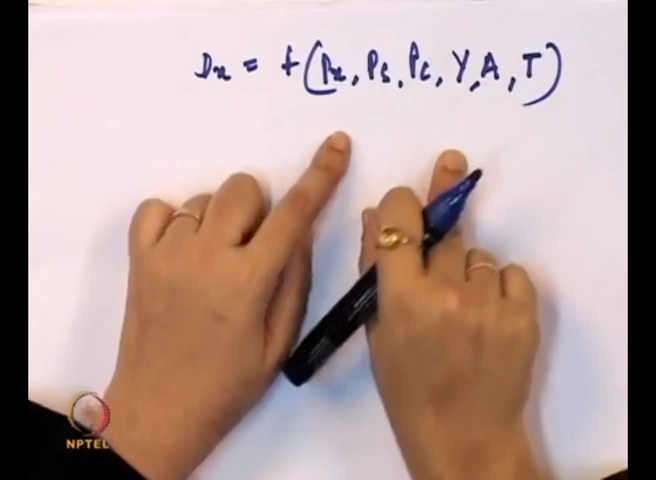 Dx = f(Px, Ps, Pc, Y, A, T)
NPTEL